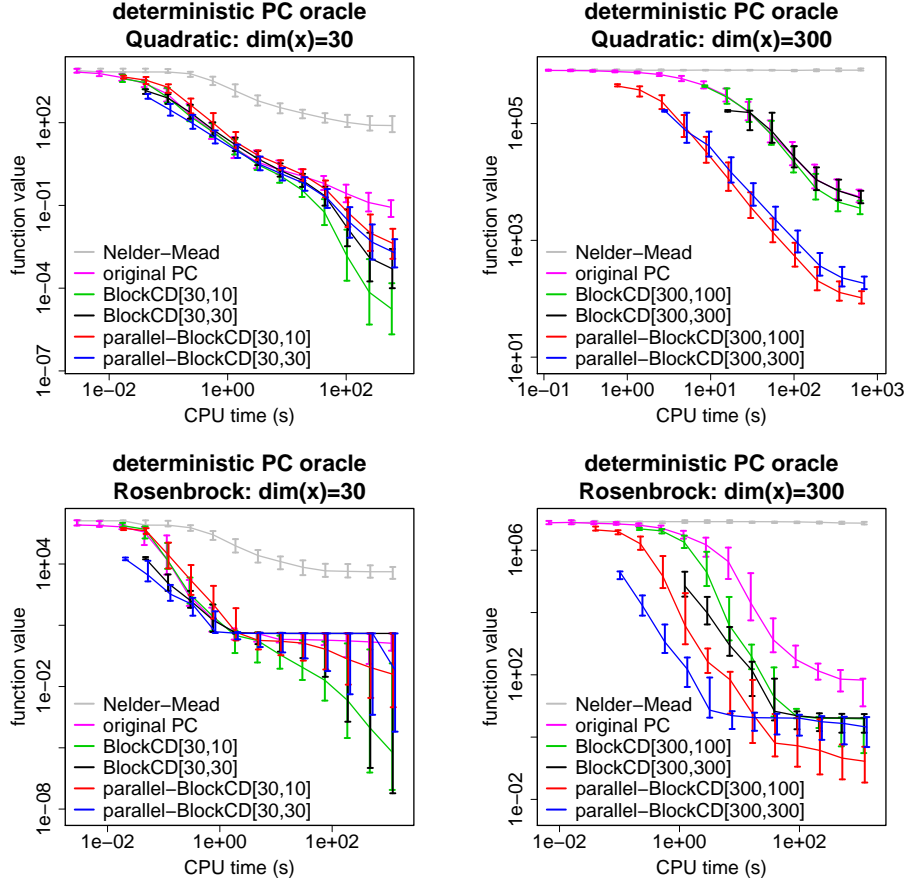 deterministic PC oracle
Quadratic: dim(x)=30
function value
1e+02
1e-01
1e-04
1e-07
Nelder-Mead
original PC
BlockCD[30,10]
BlockCD[30,30]
parallel-BlockCD[30,10]
parallel-BlockCD[30,30]
1e-02
1e+00
1e+02
CPU time (s)
deterministic PC oracle
Quadratic: dim(x)=300
function value
1e+05
1e+03
1e+01
Nelder-Mead
original PC
BlockCD[300,100]
BlockCD[300,300]
parallel-BlockCD[300,100]
parallel-BlockCD[300,300]
1e-01
1e+00
1e+01
1e+02
1e+03
CPU time (s)
deterministic PC oracle
Rosenbrock: dim(x)=30
function value
1e+04
1e-02
1e-08
Nelder-Mead
original PC
BlockCD[30,10]
BlockCD[30,30]
parallel-BlockCD[30,10]
parallel-BlockCD[30,30]
1e-02
1e+00
1e+02
CPU time (s)
deterministic PC oracle
Rosenbrock: dim(x)=300
function value
1e+06
1e+02
1e-02
Nelder-Mead
original PC
BlockCD[300,100]
BlockCD[300,300]
parallel-BlockCD[300,100]
parallel-BlockCD[300,300]
1e-02
1e+00
1e+02
CPU time (s)